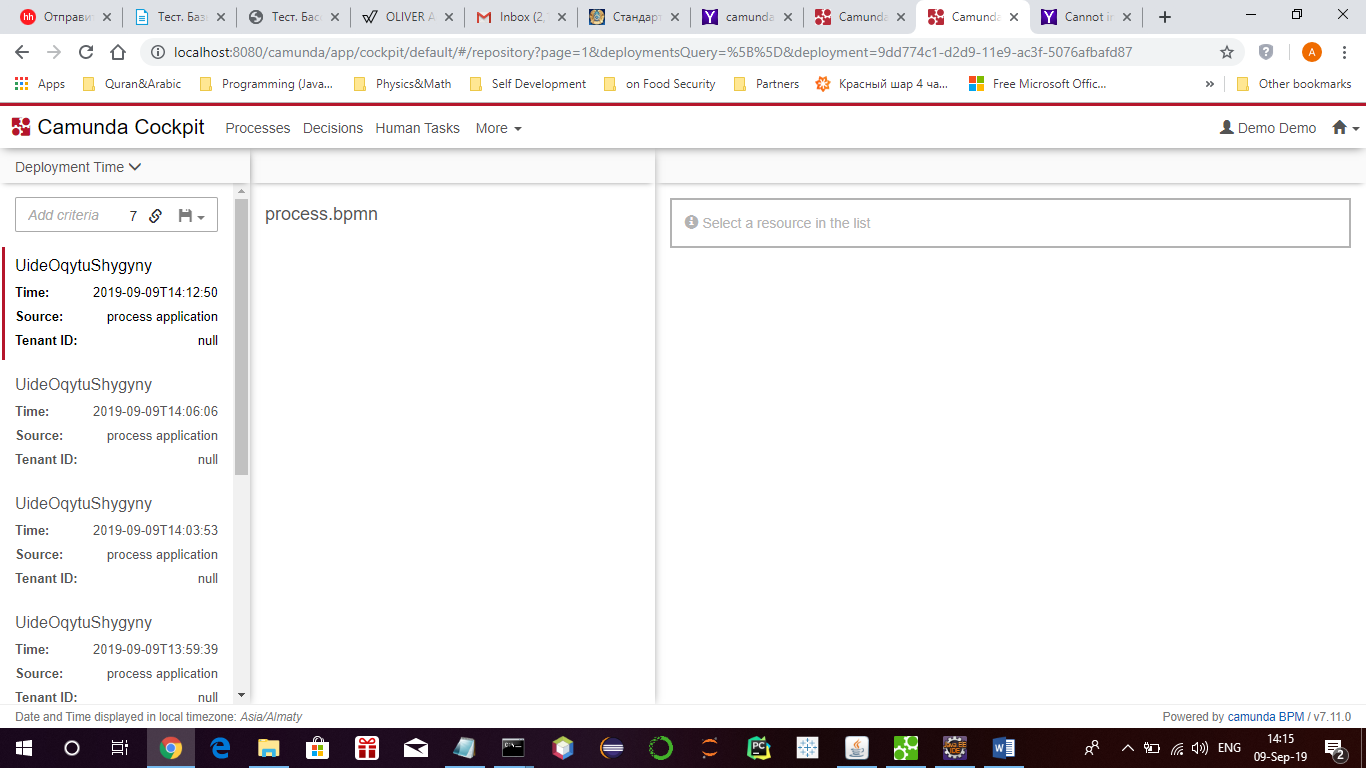 Отправит
Тест. Баз
Тест. Бас
OLIVER A
Inbox (2,
Стандарт
camunda
Camunda
Camunda
Cannot in
localhost:8080/camunda/app/cockpit/default/#/repository?page=1&deploymentsQuery=%5B%5D&deployment=9dd774c1-d2d9-11e9-ac3f-5076afbafd87
Apps Quran&Arabic Programming (Java... Physics&Math Self Development on Food Security Partners Красный шар 4 ча... Free Microsoft Offic... » Other bookmarks
Camunda Cockpit Processes Decisions Human Tasks More Demo Demo
Deployment Time
Add criteria 7
process.bpmn
Select a resource in the list
UideOqytuShygyny
Time: 2019-09-09T14:12:50
Source: process application
Tenant ID: null
UideOqytuShygyny
Time: 2019-09-09T14:06:06
Source: process application
Tenant ID: null
UideOqytuShygyny
Time: 2019-09-09T14:03:53
Source: process application
Tenant ID: null
UideOqytuShygyny
Time: 2019-09-09T13:59:39
Source: process application
Tenant ID: null
Date and Time displayed in local timezone: Asia/Almaty
Powered by camunda BPM / v7.11.0
ENG
14:15
09-Sep-19
2